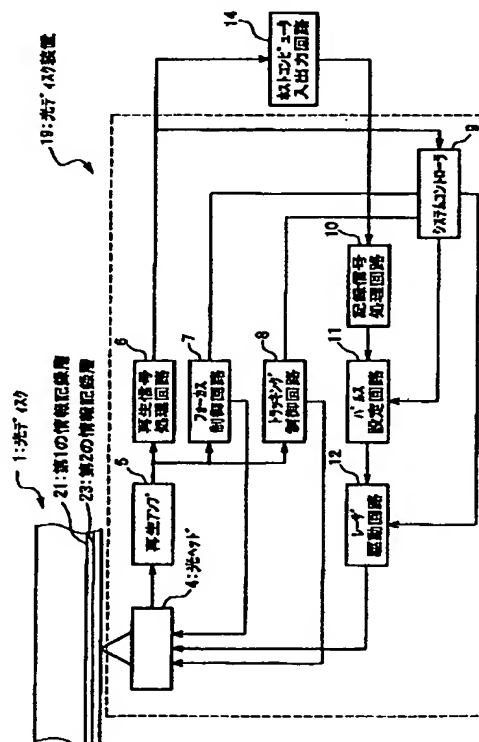 1:光ディスク
21:第1の情報記録層
23:第2の情報記録層
19:光ディスク装置
4:光ヘッド
5
再生アンプ
6
再生信号
処理回路
7
フォーカス
制御回路
8
トラッキング
制御回路
14
ホストコンピュータ
入出力回路
10
記録信号
処理回路
9
システムコントローラ
11
パルス
設定回路
12
レーザ
駆動回路